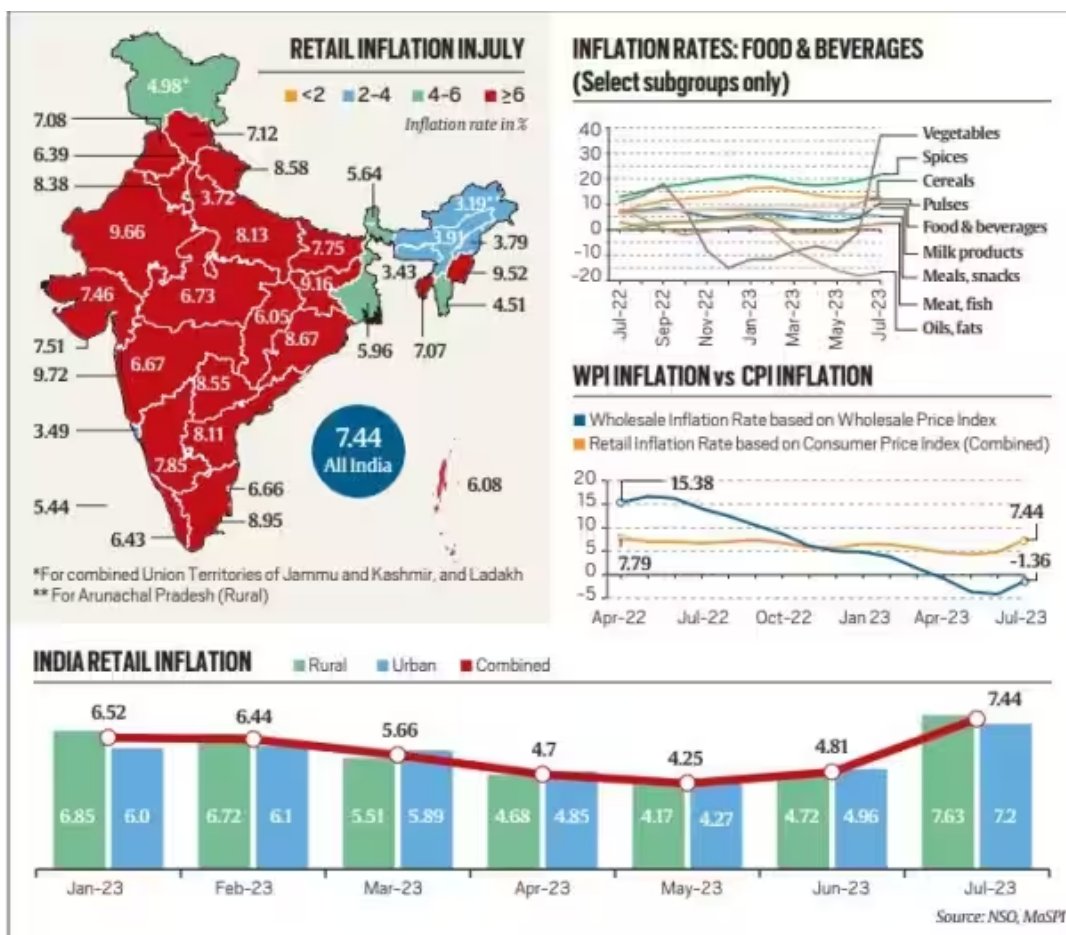 RETAIL INFLATION IN JULY
<2 2-4 4-6 ≥6
Inflation rate in %
4.98*
7.08
7.12
6.39
8.58
8.38
3.72
5.64
3.19**
9.66
8.13
7.75
3.91
3.79
3.43
9.52
7.46
6.73
9.16
4.51
6.05
8.67
7.51
5.96
7.07
9.72
6.67
8.55
3.49
8.11
7.44
All India
7.85
6.08
6.66
5.44
8.95
6.43
*For combined Union Territories of Jammu and Kashmir, and Ladakh
** For Arunachal Pradesh (Rural)
INFLATION RATES: FOOD & BEVERAGES
(Select subgroups only)
40
30
20
10
0
-10
-20
Vegetables
Spices
Cereals
Pulses
Food & beverages
Milk products
Meals, snacks
Meat, fish
Oils, fats
Jul-22 Sep-22 Nov-22 Jan-23 Mar-23 May-23 Jul-23
WPI INFLATION vs CPI INFLATION
Wholesale Inflation Rate based on Wholesale Price Index
Retail Inflation Rate based on Consumer Price Index (Combined)
20
15
10
5
0
-5
15.38
7.44
7.79
-1.36
Apr-22 Jul-22 Oct-22 Jan 23 Apr-23 Jul-23
INDIA RETAIL INFLATION Rural Urban Combined
6.52 6.44 5.66 4.7 4.25 4.81 7.44
6.85 6.0 6.72 6.1 5.51 5.89 4.68 4.85 4.17 4.27 4.72 4.96 7.63 7.2
Jan-23 Feb-23 Mar-23 Apr-23 May-23 Jun-23 Jul-23
Source: NSO, MoSPI